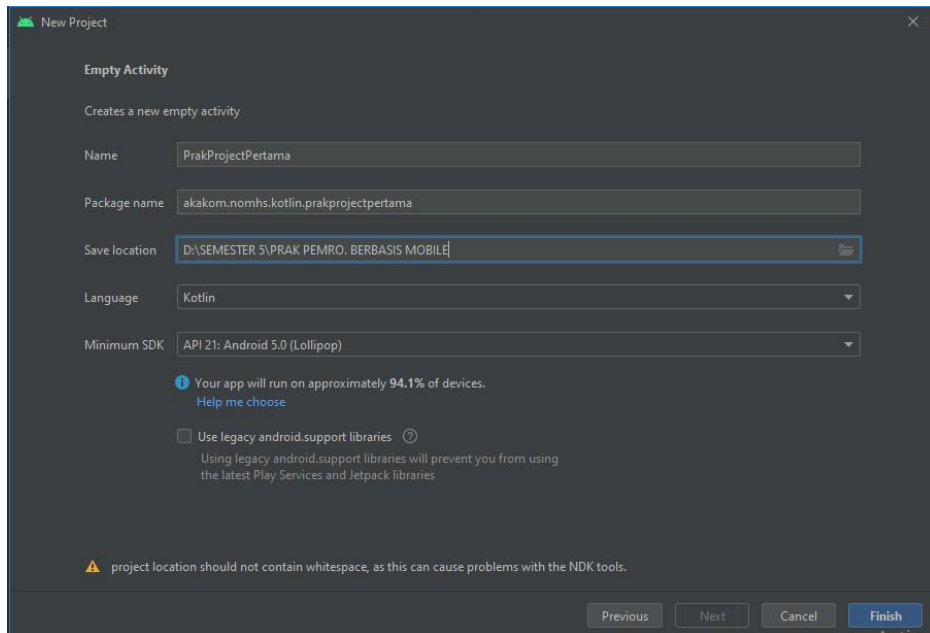 New Project
Empty Activity
Creates a new empty activity
Name PrakProjectPertama
Package name akakom.nomhs.kotlin.prakprojectpertama
Save location D:\SEMESTER 5\PRAK PEMRO. BERBASIS MOBILE
Language Kotlin
Minimum SDK API 21: Android 5.0 (Lollipop)
Your app will run on approximately 94.1% of devices.
Help me choose
Use legacy android.support libraries
Using legacy android.support libraries will prevent you from using
the latest Play Services and Jetpack libraries
project location should not contain whitespace, as this can cause problems with the NDK tools.
Previous Next Cancel Finish